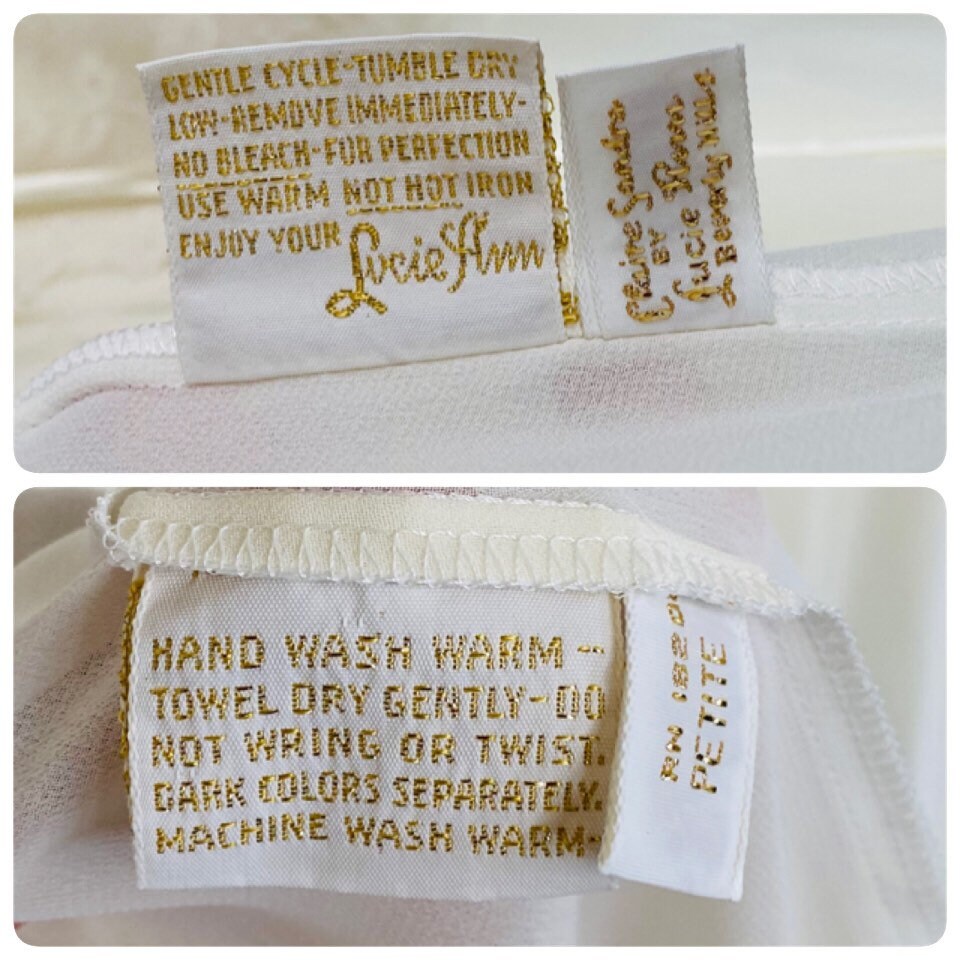 GENTLE CYCLE-TUMBLE DRY
LOW-REMOVE IMMEDIATELY-
NO BLEACH-FOR PERFECTION
USE WARM NOT HOT IRON
ENJOY YOUR Lucie Ann
Claire Sandra
BY
Lucie Ann
Beverly Hills
HAND WASH WARM -
TOWEL DRY GENTLY-DO
NOT WRING OR TWIST.
DARK COLORS SEPARATELY.
MACHINE WASH WARM-
RN
PETITE